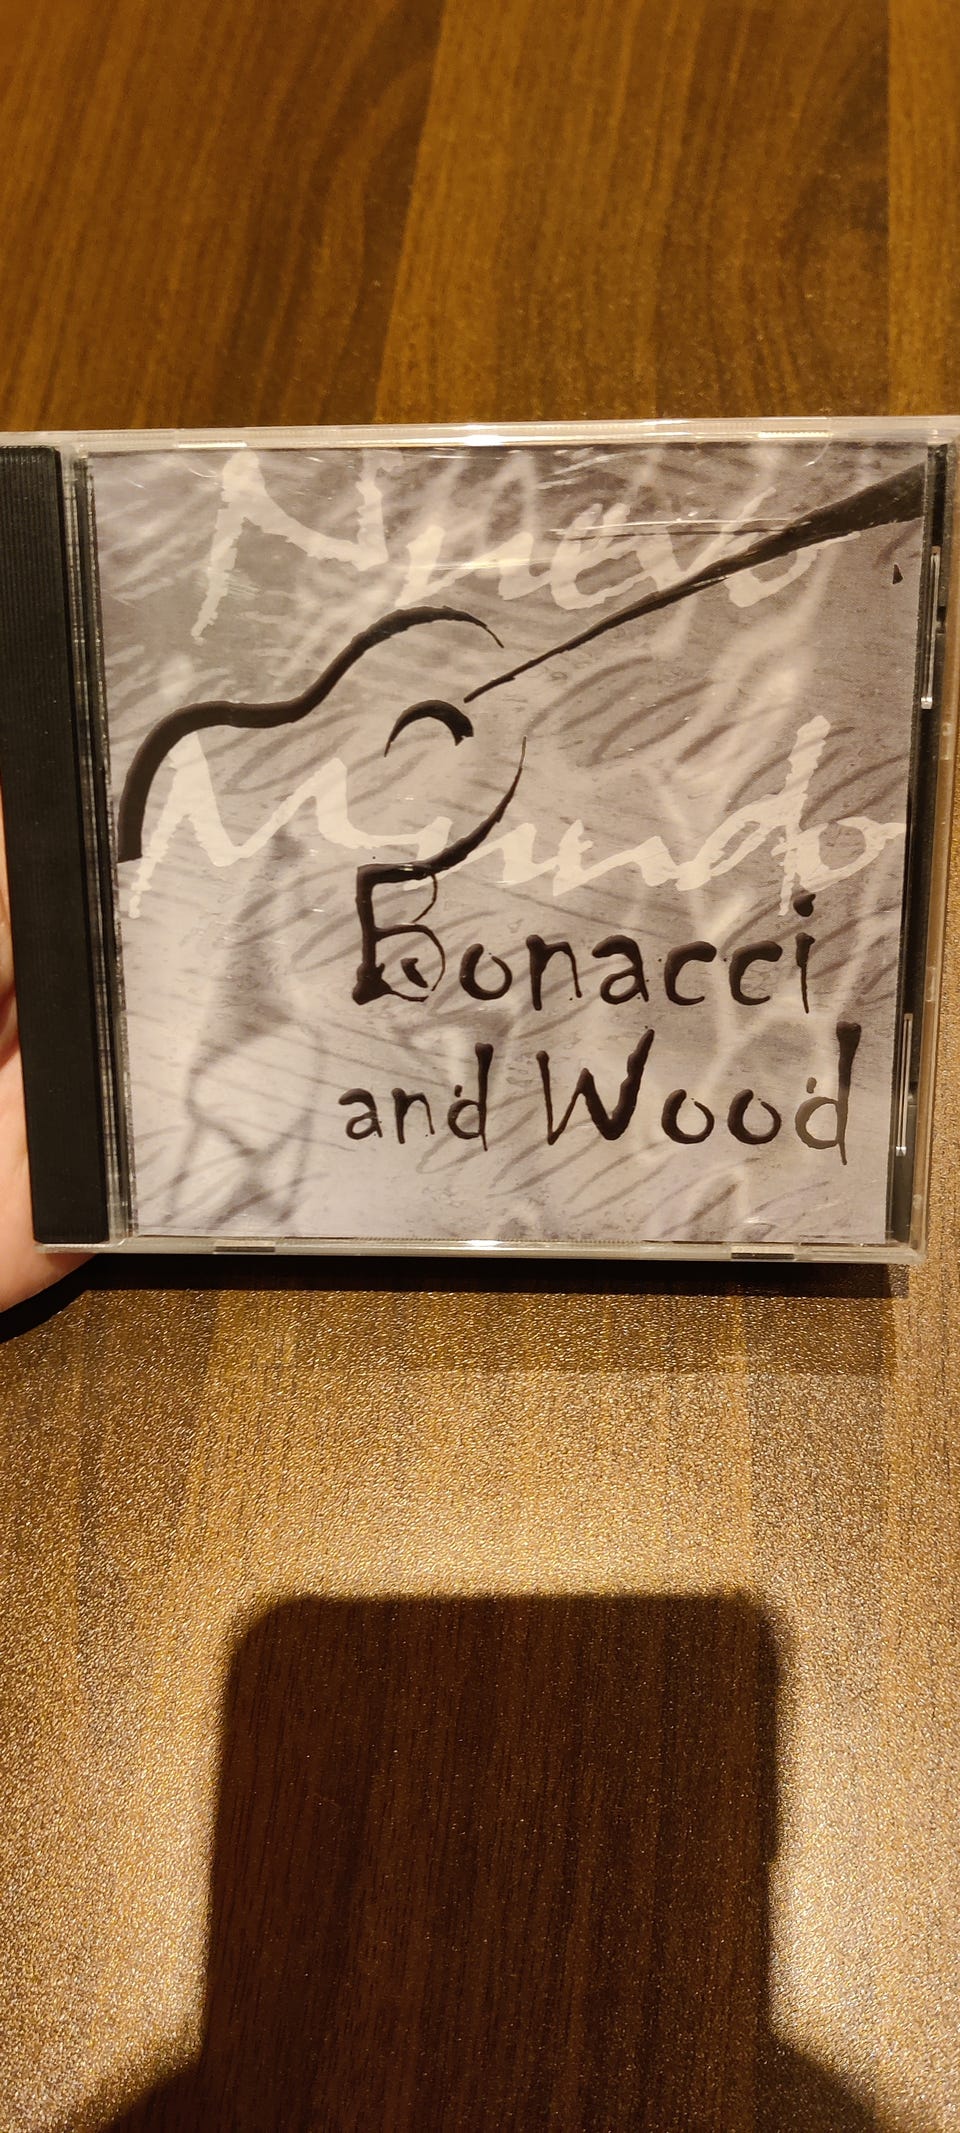 Nuevo
Mundo
Bonacci
and Wood